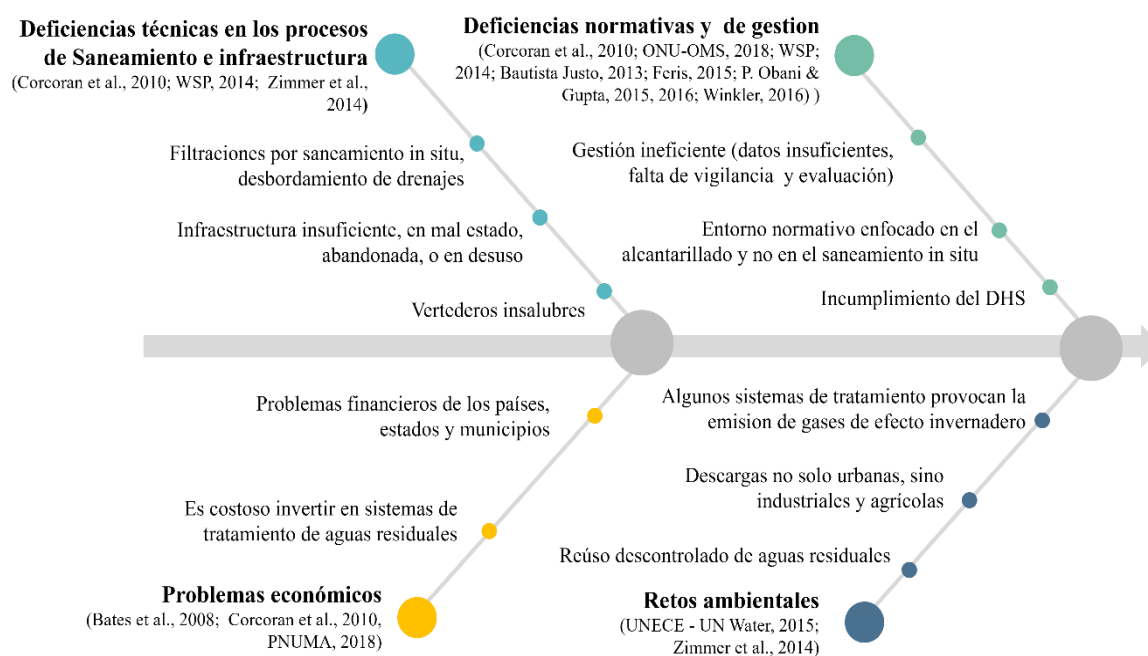 Deficiencias técnicas en los procesos
de Saneamiento e infraestructura
(Corcoran et al., 2010; WSP, 2014; Zimmer et al.,
2014)
Filtraciones por saneamiento in situ,
desbordamiento de drenajes
Infraestructura insuficiente, en mal estado,
abandonada, o en desuso
Vertederos insalubres
Deficiencias normativas y de gestion
(Corcoran et al., 2010; ONU-OMS, 2018; WSP;
2014; Bautista Justo, 2013; Feris, 2015; P. Obani &
Gupta, 2015, 2016; Winkler, 2016) )
Gestión ineficiente (datos insuficientes,
falta de vigilancia y evaluación)
Entorno normativo enfocado en el
alcantarillado y no en el saneamiento in situ
Incumplimiento del DHS
Problemas financieros de los países,
estados y municipios
Es costoso invertir en sistemas de
tratamiento de aguas residuales
Problemas económicos
(Bates et al., 2008; Corcoran et al., 2010,
PNUMA, 2018)
Algunos sistemas de tratamiento provocan la
emision de gases de efecto invernadero
Descargas no solo urbanas, sino
industriales y agrícolas
Reúso descontrolado de aguas residuales
Retos ambientales
(UNECE - UN Water, 2015;
Zimmer et al., 2014)